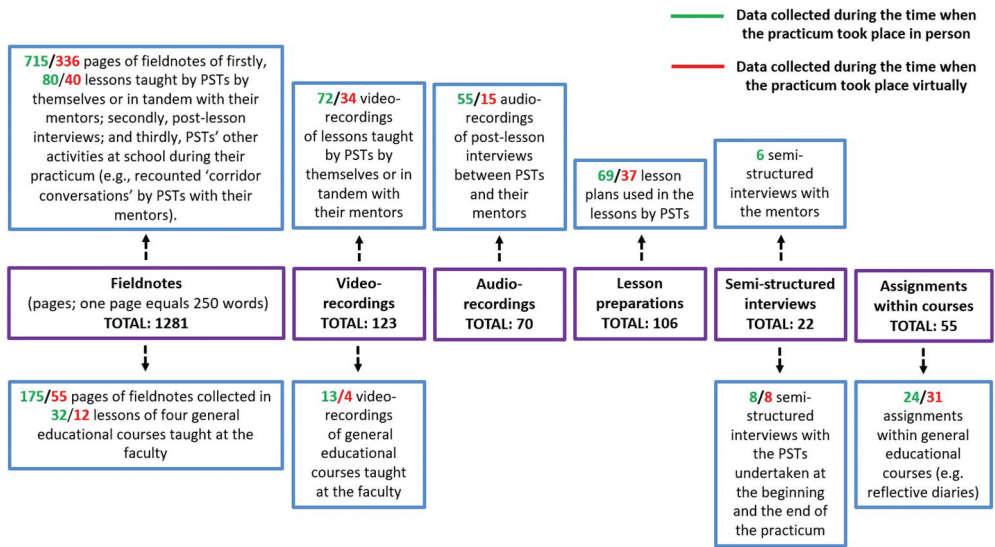 Data collected during the time when
the practicum took place in person
Data collected during the time when
the practicum took place virtually
715/336 pages of fieldnotes of firstly,
80/40 lessons taught by PSTs by
themselves or in tandem with their
mentors; secondly, post-lesson
interviews; and thirdly, PSTs' other
activities at school during their
practicum (e.g., recounted 'corridor
conversations' by PSTs with their
mentors).
72/34 video-
recordings
of lessons taught
by PSTs by
themselves or in
tandem with
their mentors
55/15 audio-
recordings
of post-lesson
interviews
between PSTs
and their
mentors
69/37 lesson
plans used in the
lessons by PSTs
6 semi-
structured
interviews with
the mentors
Fieldnotes
(pages; one page equals 250 words)
TOTAL: 1281
Video-
recordings
TOTAL: 123
Audio-
recordings
TOTAL: 70
Lesson
preparations
TOTAL: 106
Semi-structured
interviews
TOTAL: 22
Assignments
within courses
TOTAL: 55
175/55 pages of fieldnotes collected in
32/12 lessons of four general
educational courses taught at the
faculty
13/4 video-
recordings
of general
educational
courses taught
at the faculty
8/8 semi-
structured
interviews with
the PSTs
undertaken at
the beginning
and the end of
the practicum
24/31
assignments
within general
educational
courses (e.g.
reflective diaries)